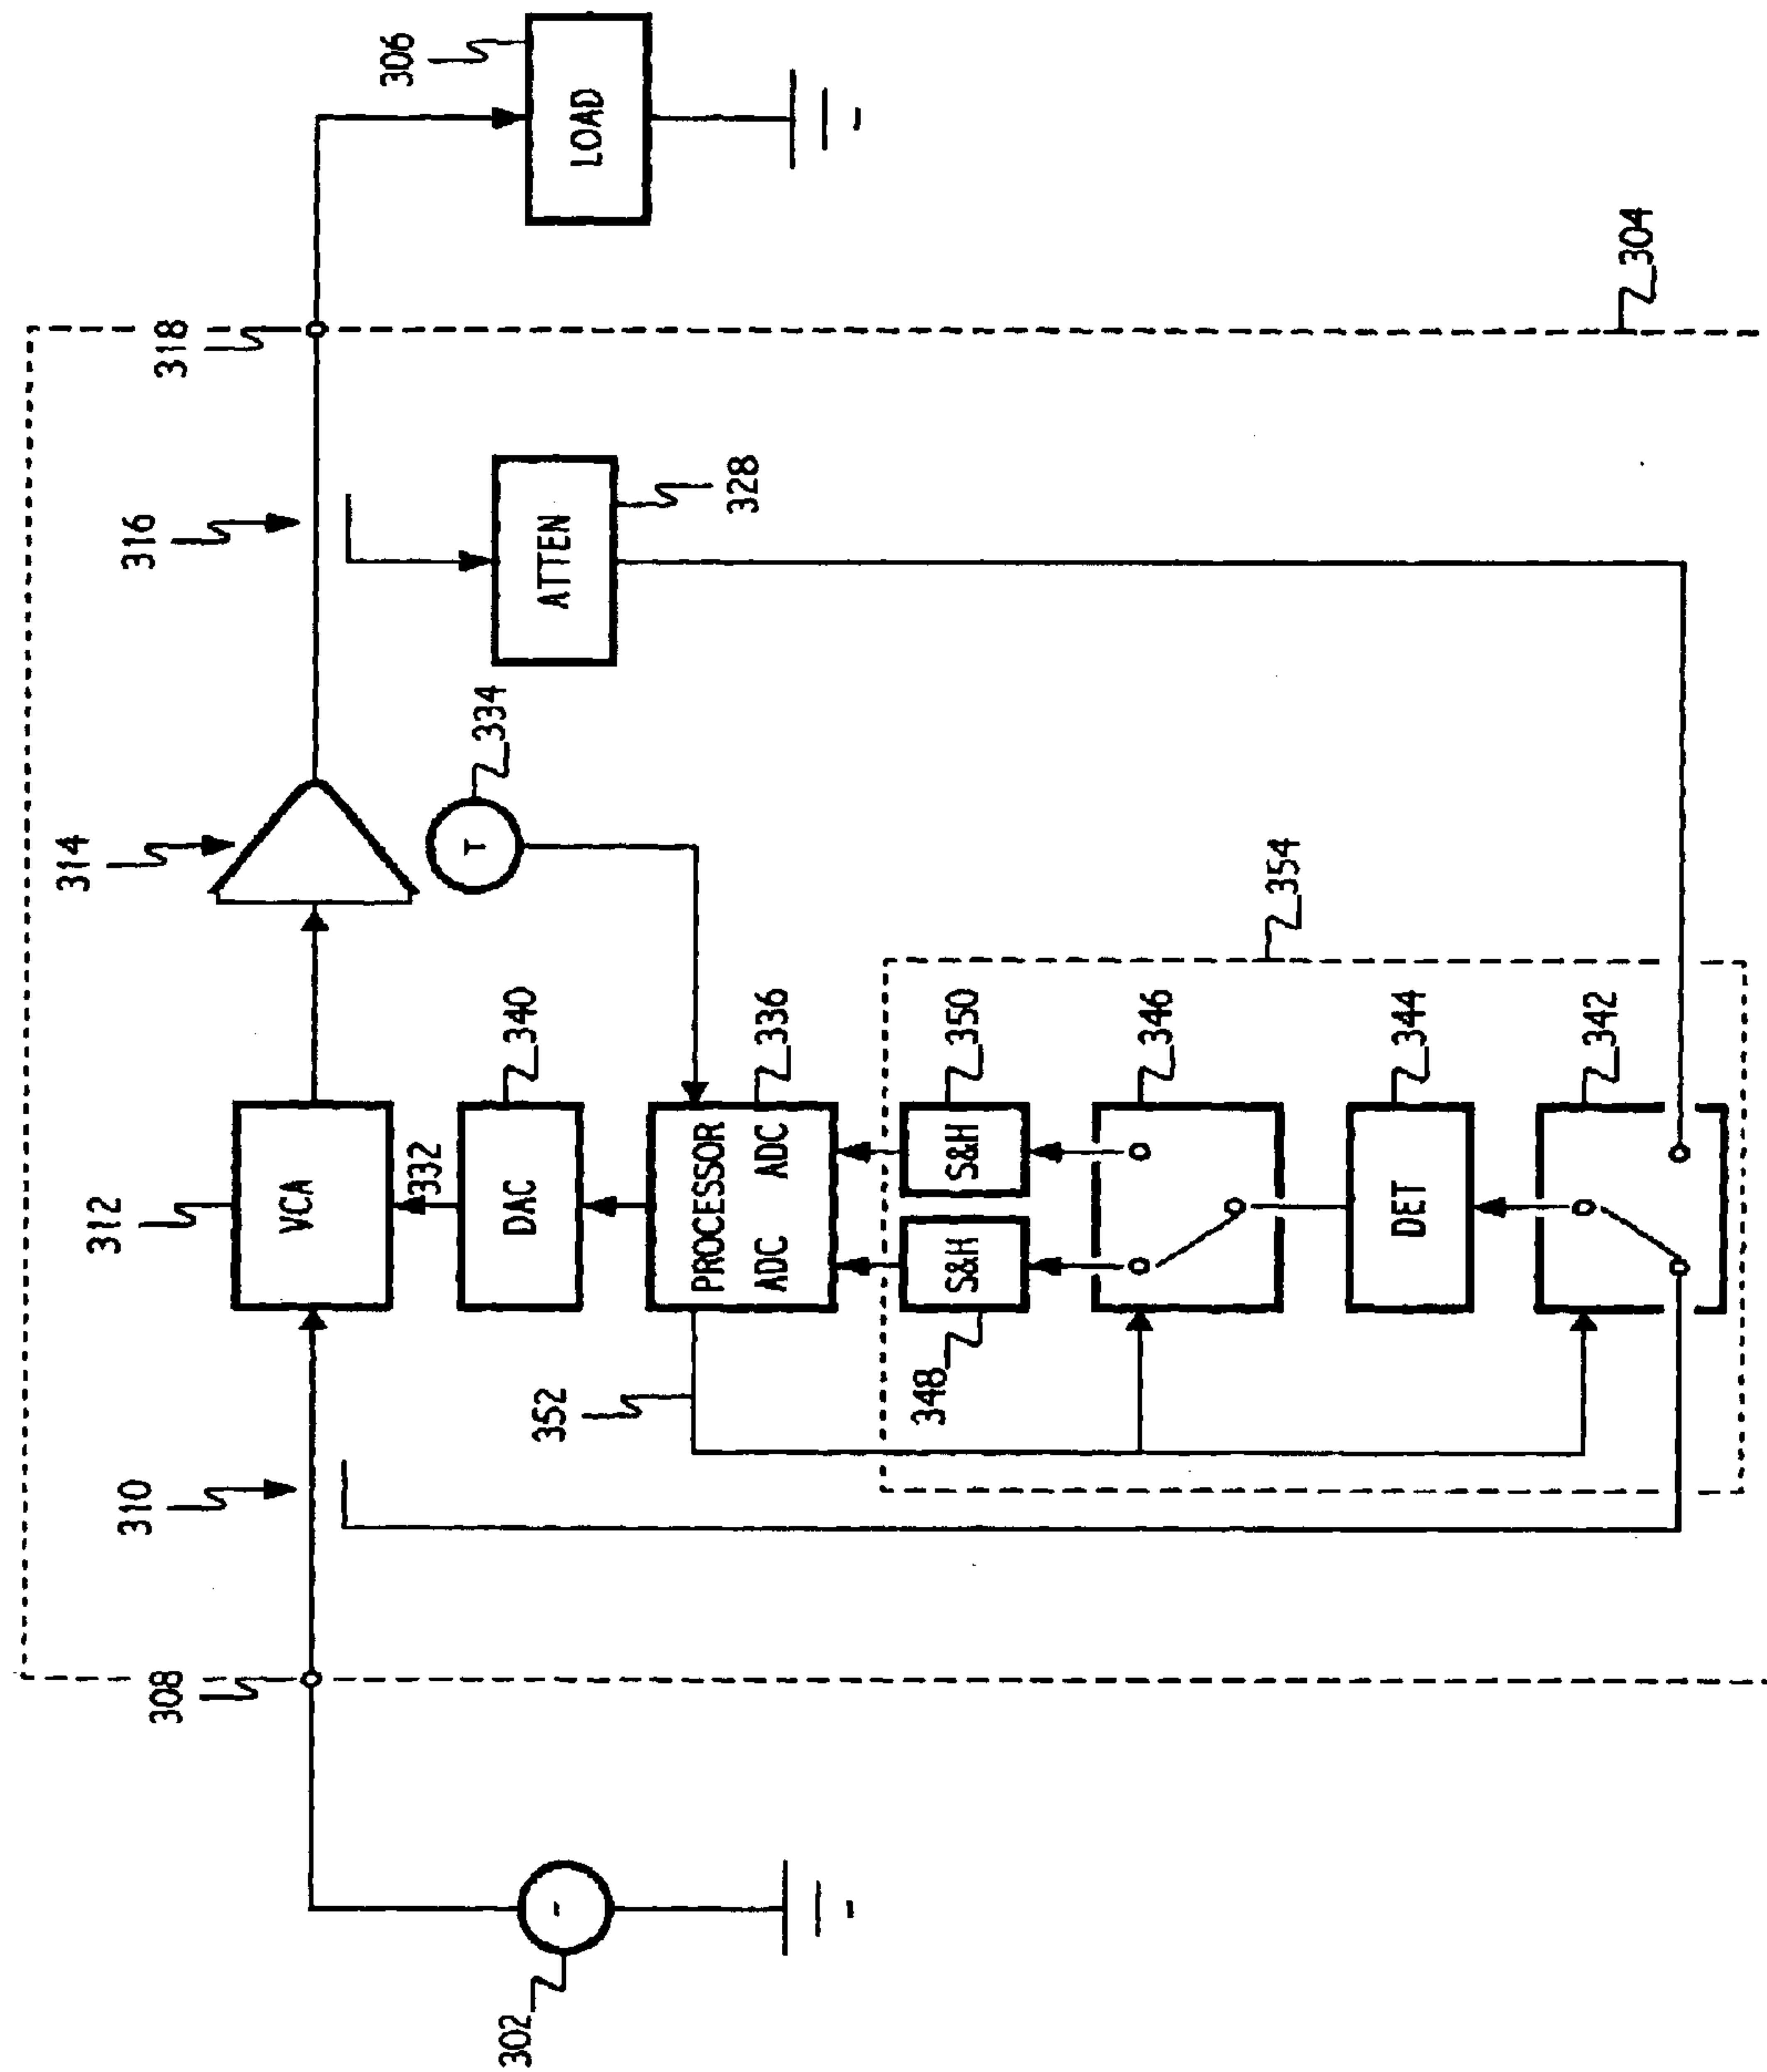 314
312
310
316
308
318
VCA
306
332
T
334
302
~
DAC
340
352
ATTEN
LOAD
PROCESSOR
328
ADC ADC
336
348
S&H
S&H
350
346
354
DET
344
342
304